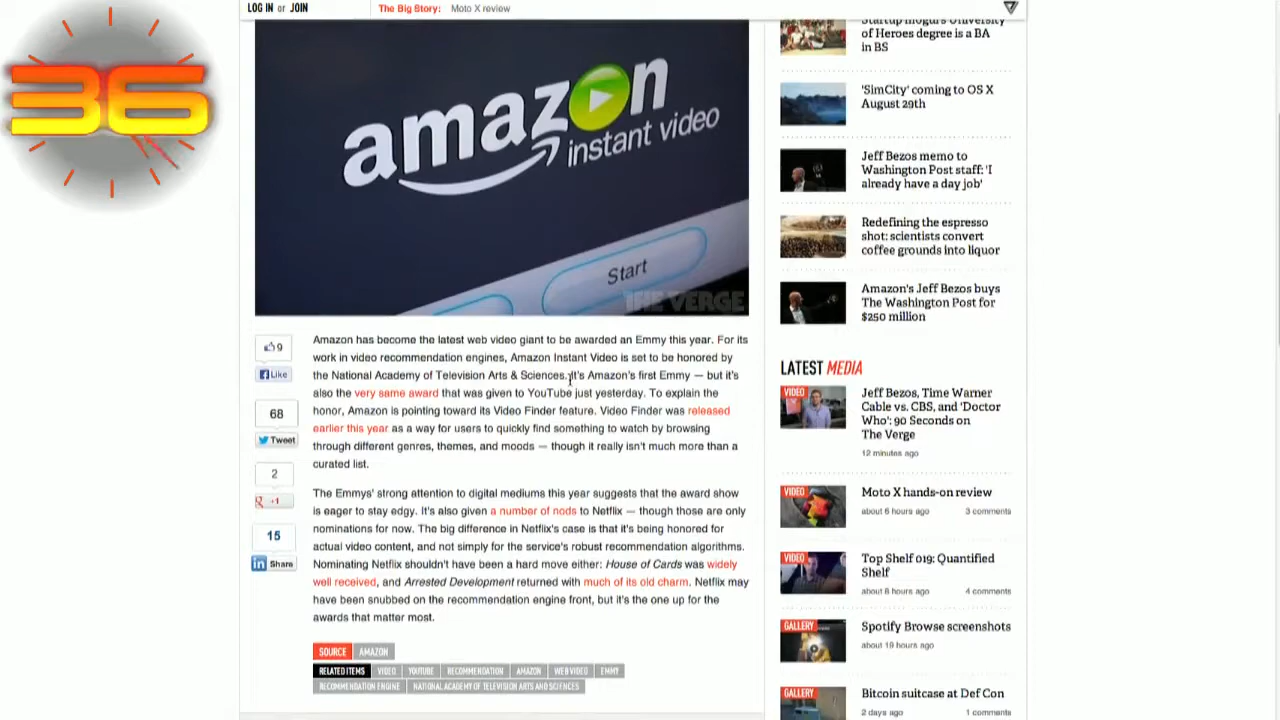 LOG IN or JOIN
The Big Story: Moto X review
36
amazon
instant video
Start
THE VERGE
9
Like
68
Tweet
2
+1
15
in Share
Amazon has become the latest web video giant to be awarded an Emmy this year. For its
work in video recommendation engines, Amazon Instant Video is set to be honored by
the National Academy of Television Arts & Sciences. It's Amazon's first Emmy — but it's
also the very same award that was given to YouTube just yesterday. To explain the
honor, Amazon is pointing toward its Video Finder feature. Video Finder was released
earlier this year as a way for users to quickly find something to watch by browsing
through different genres, themes, and moods — though it really isn't much more than a
curated list.
The Emmys' strong attention to digital mediums this year suggests that the award show
is eager to stay edgy. It's also given a number of nods to Netflix — though those are only
nominations for now. The big difference in Netflix's case is that it's being honored for
actual video content, and not simply for the service's robust recommendation algorithms.
Nominating Netflix shouldn't have been a hard move either: House of Cards was widely
well received, and Arrested Development returned with much of its old charm. Netflix may
have been snubbed on the recommendation engine front, but it's the one up for the
awards that matter most.
SOURCE AMAZON
RELATED ITEMS VIDEO YOUTUBE RECOMMENDATION AMAZON WEB VIDEO EMMY
RECOMMENDATION ENGINE NATIONAL ACADEMY OF TELEVISION ARTS AND SCIENCES
Startup mogul's University
of Heroes degree is a BA
in BS
'SimCity' coming to OS X
August 29th
Jeff Bezos memo to
Washington Post staff: 'I
already have a day job'
Redefining the espresso
shot: scientists convert
coffee grounds into liquor
Amazon's Jeff Bezos buys
The Washington Post for
$250 million
LATEST MEDIA
VIDEO
Jeff Bezos, Time Warner
Cable vs. CBS, and 'Doctor
Who': 90 Seconds on
The Verge
12 minutes ago
VIDEO
Moto X hands-on review
about 6 hours ago 3 comments
VIDEO
Top Shelf 019: Quantified
Shelf
about 8 hours ago 4 comments
GALLERY
Spotify Browse screenshots
about 19 hours ago
GALLERY
Bitcoin suitcase at Def Con
2 days ago 1 comments